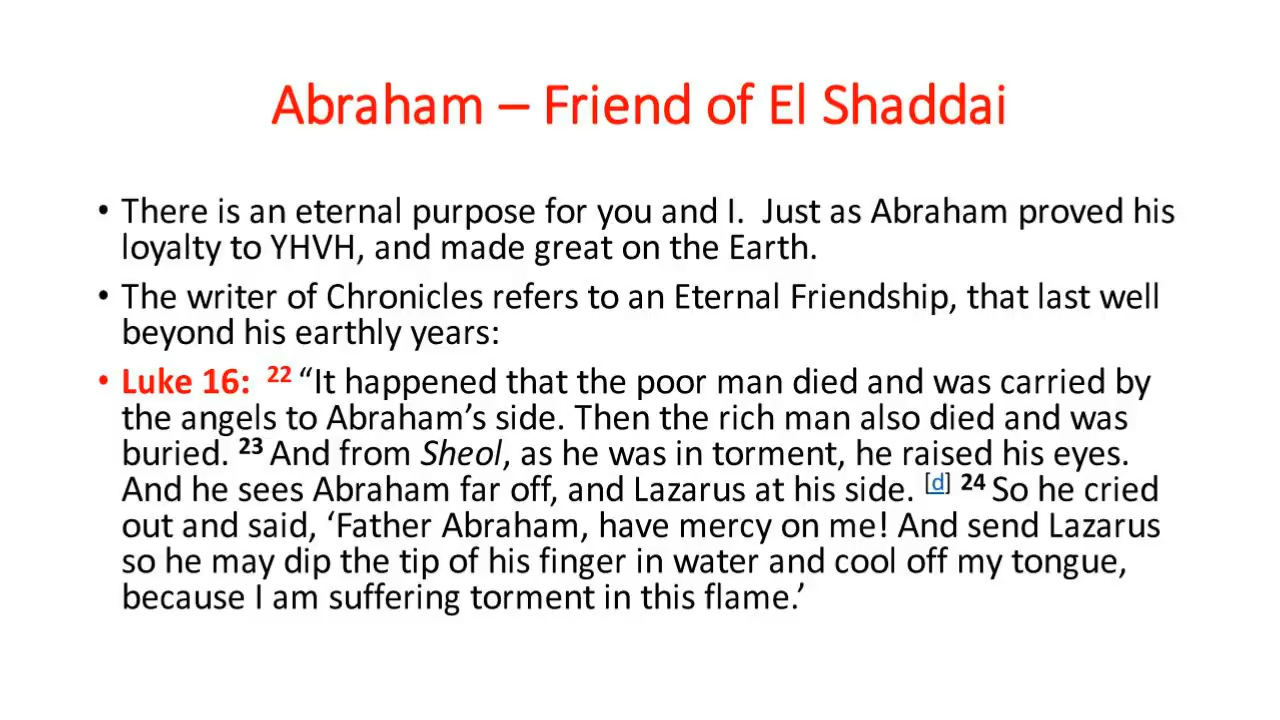 Abraham – Friend of El Shaddai
• There is an eternal purpose for you and I.  Just as Abraham proved his
loyalty to YHVH, and made great on the Earth.
• The writer of Chronicles refers to an Eternal Friendship, that last well
beyond his earthly years:
• Luke 16:  22 “It happened that the poor man died and was carried by
the angels to Abraham’s side. Then the rich man also died and was
buried. 23 And from Sheol, as he was in torment, he raised his eyes.
And he sees Abraham far off, and Lazarus at his side. [d] 24 So he cried
out and said, ‘Father Abraham, have mercy on me! And send Lazarus
so he may dip the tip of his finger in water and cool off my tongue,
because I am suffering torment in this flame.’